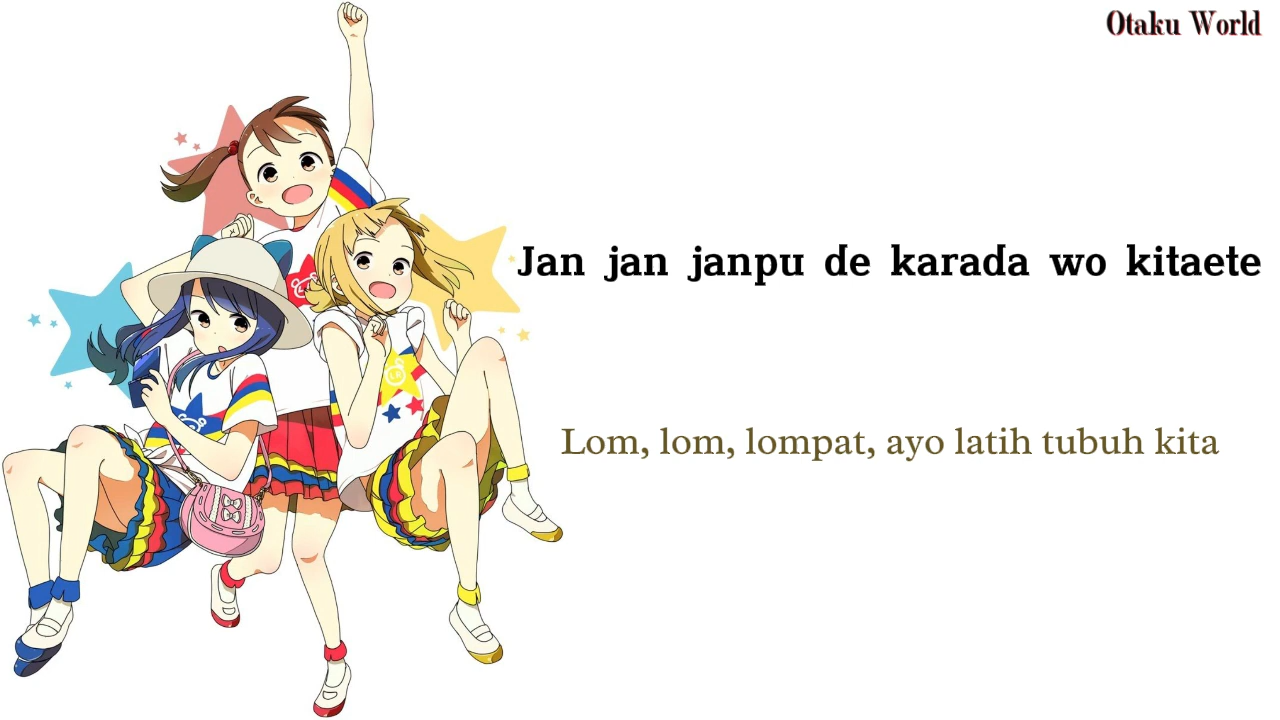 Otaku World
Jan jan janpu de karada wo kitaete
Lom, lom, lompat, ayo latih tubuh kita